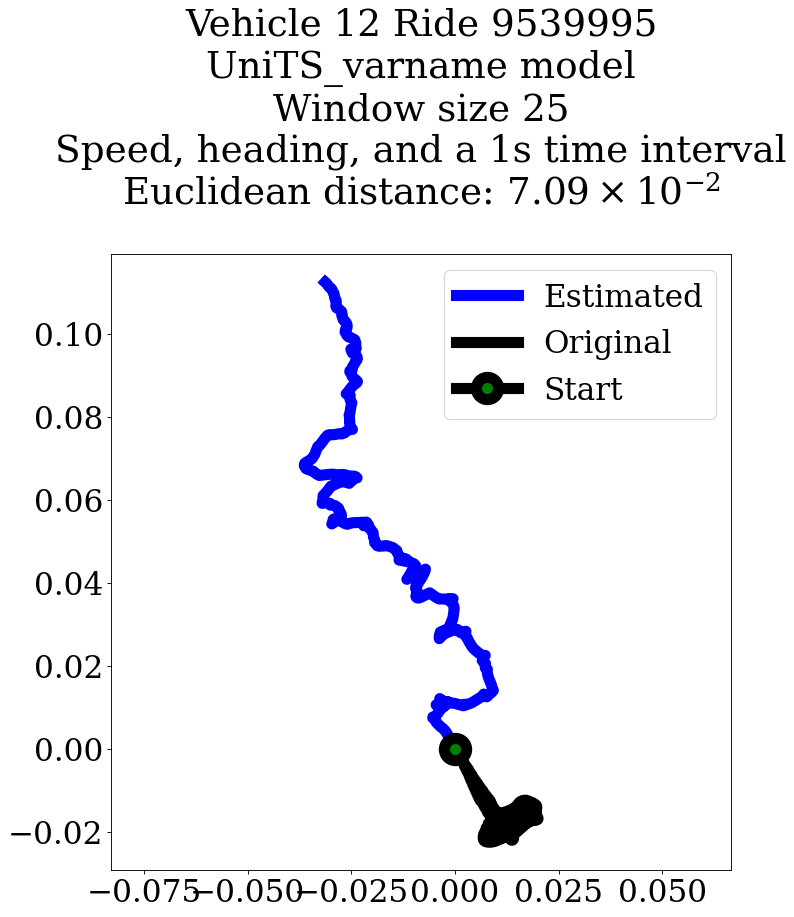 Vehicle 12 Ride 9539995
UniTS_varname model
Window size 25
Speed, heading, and a 1s time interval
Euclidean distance: 7.09 × 10⁻²
Estimated
Original
Start
0.10
0.08
0.06
0.04
0.02
0.00
−0.02
−0.075 −0.050 −0.025 0.000 0.025 0.050